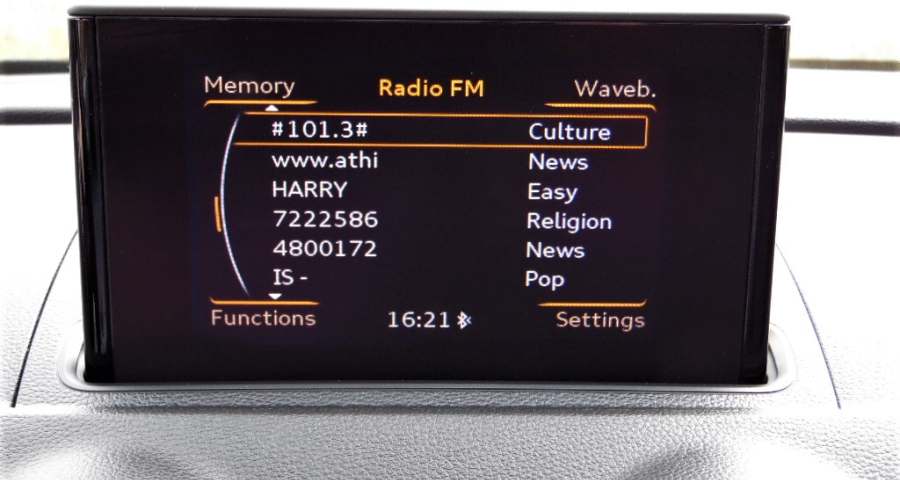 Memory Radio FM Waveb.
#101.3# Culture
www.athi News
HARRY Easy
7222586 Religion
4800172 News
IS - Pop
Functions 16:21 Settings